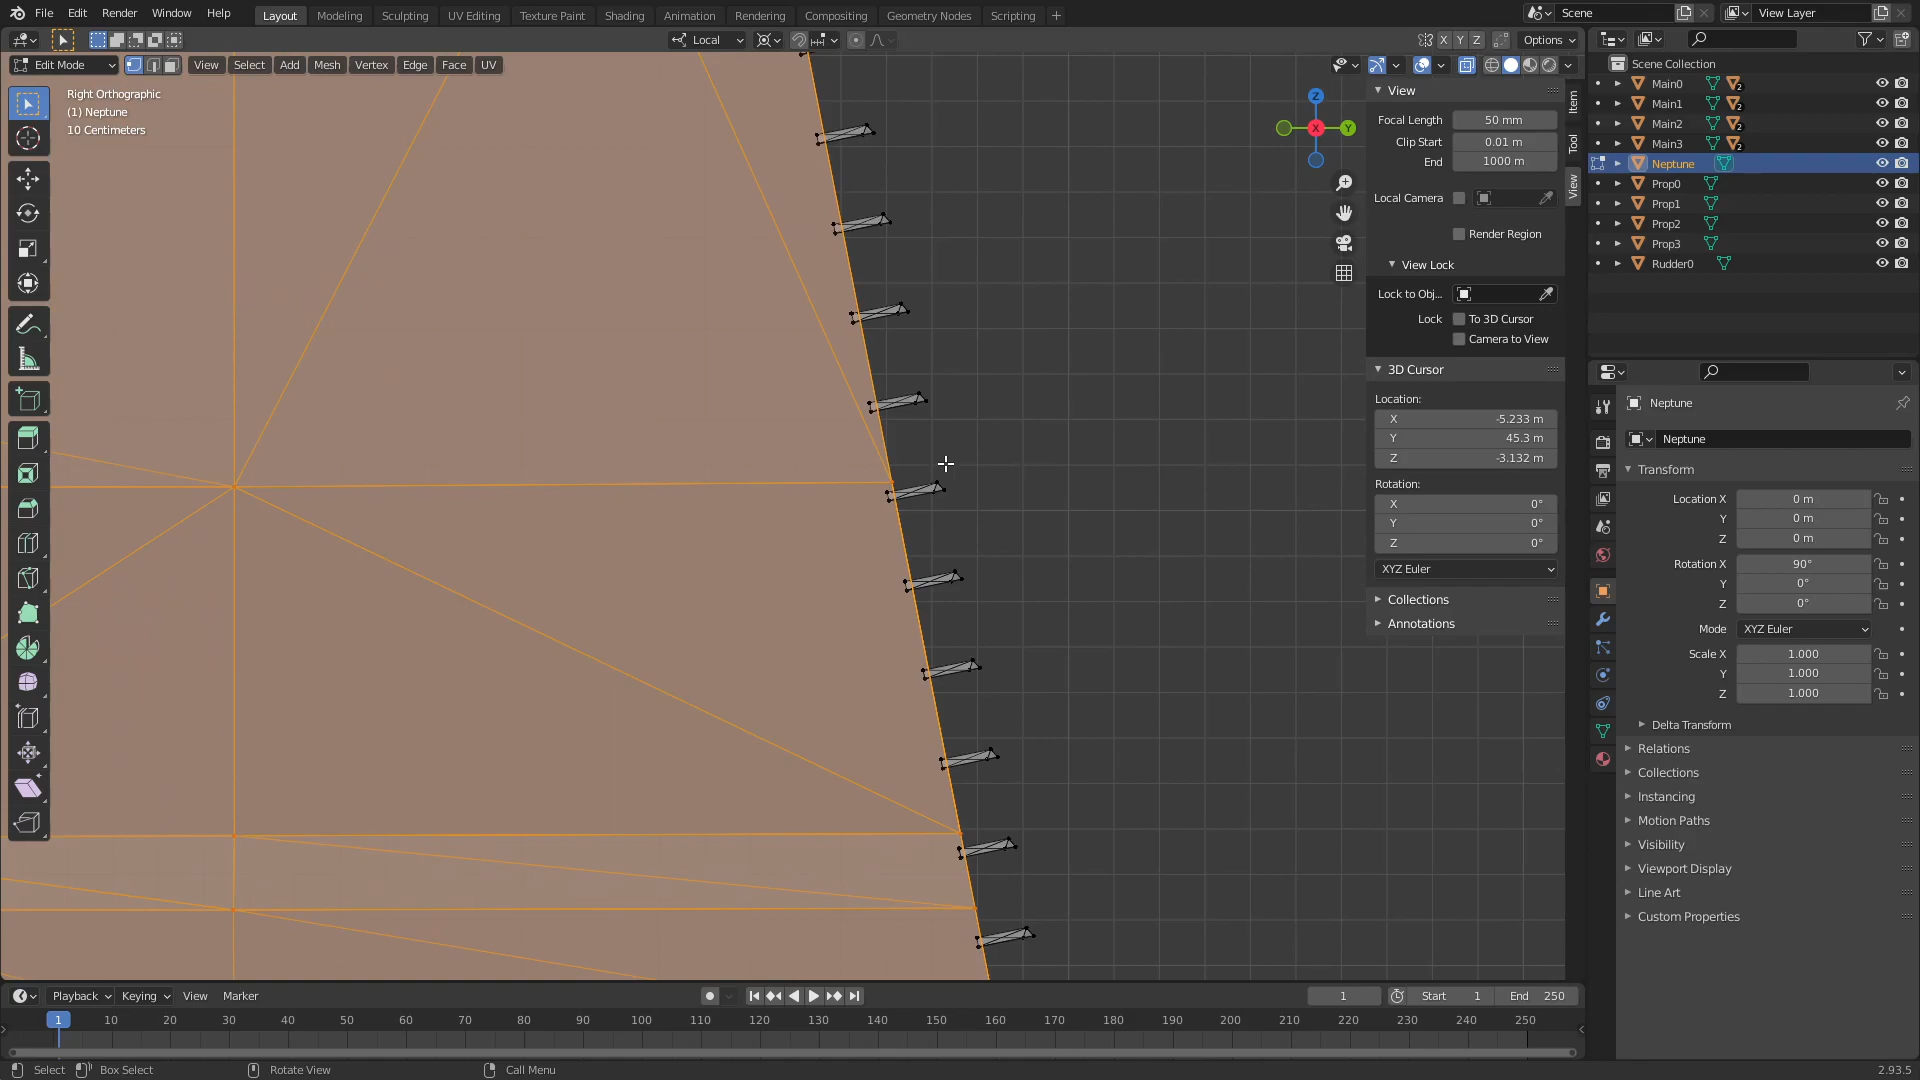 File Edit Render Window Help Layout Modeling Sculpting UV Editing Texture Paint Shading Animation Rendering Compositing Geometry Nodes Scripting Scene View Layer
Local X Y Z Options
Edit Mode View Select Add Mesh Vertex Edge Face UV
Right Orthographic
(1) Neptune
10 Centimeters
Z
X
Y
View
Focal Length 50 mm
Clip Start 0.01 m
End 1000 m
Local Camera
Render Region
View Lock
Lock to Obj...
Lock To 3D Cursor
Camera to View
3D Cursor
Location:
X -5.233 m
Y 45.3 m
Z -3.132 m
Rotation:
X 0°
Y 0°
Z 0°
XYZ Euler
Collections
Annotations
Item
Tool
View
Scene Collection
Main0 2
Main1 2
Main2 2
Main3 2
Neptune
Prop0
Prop1
Prop2
Prop3
Rudder0
Neptune
Neptune
Transform
Location X 0 m
Y 0 m
Z 0 m
Rotation X 90°
Y 0°
Z 0°
Mode XYZ Euler
Scale X 1.000
Y 1.000
Z 1.000
Delta Transform
Relations
Collections
Instancing
Motion Paths
Visibility
Viewport Display
Line Art
Custom Properties
Playback Keying View Marker 1 Start 1 End 250
1 10 20 30 40 50 60 70 80 90 100 110 120 130 140 150 160 170 180 190 200 210 220 230 240 250
Select Box Select Rotate View Call Menu 2.93.5